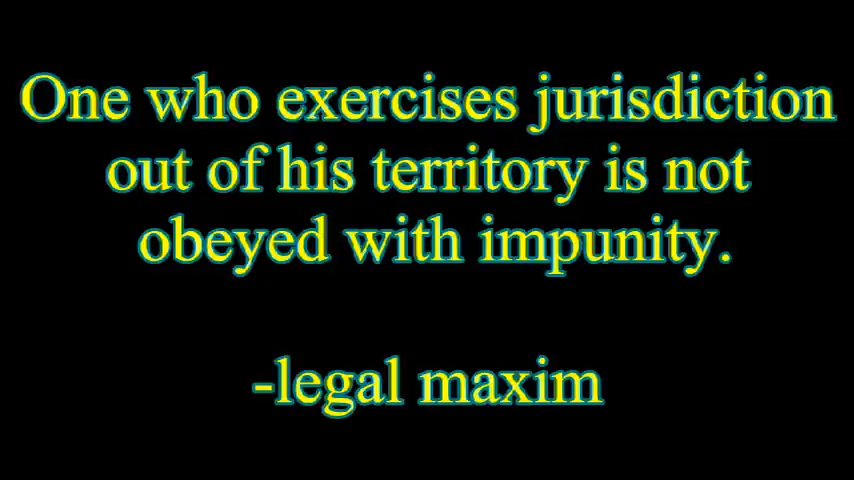 One who exercises jurisdiction
out of his territory is not
obeyed with impunity.
-legal maxim